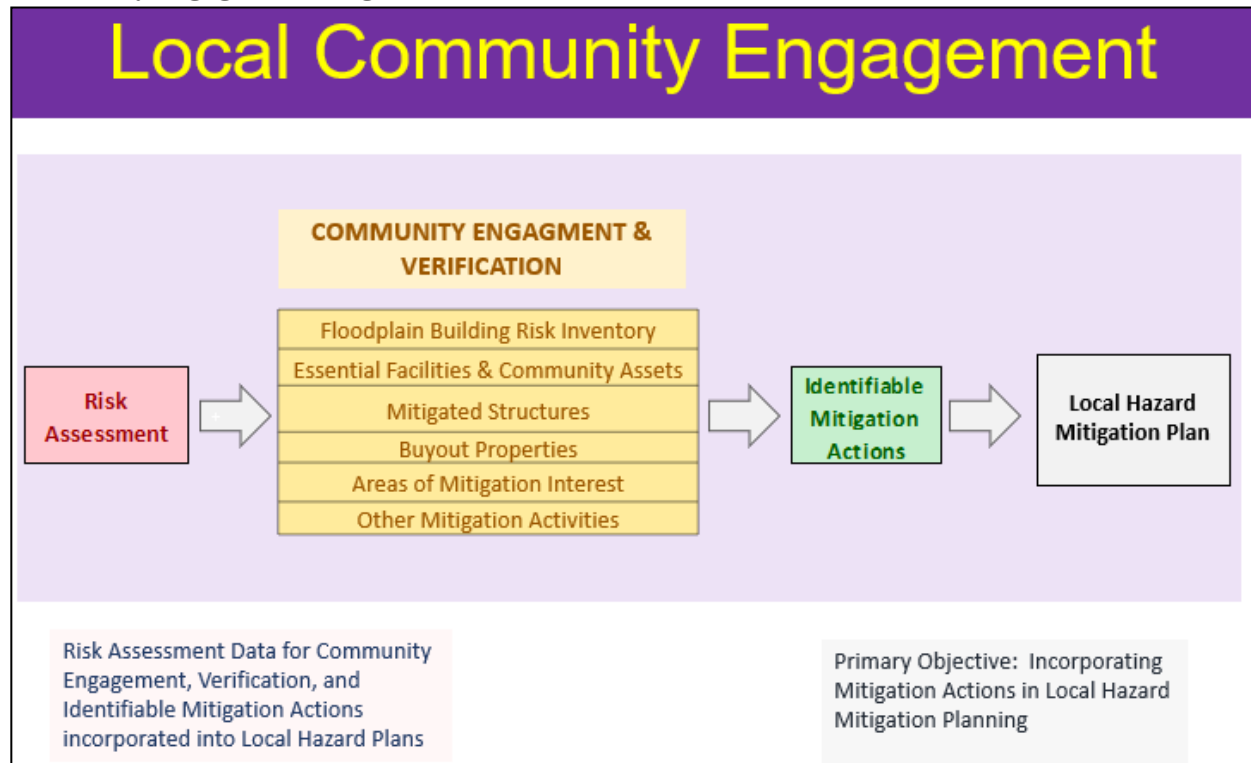 Local Community Engagement
COMMUNITY ENGAGMENT &
VERIFICATION
Floodplain Building Risk Inventory
Essential Facilities & Community Assets
Mitigated Structures
Buyout Properties
Areas of Mitigation Interest
Other Mitigation Activities
Risk
Assessment
Identifiable
Mitigation
Actions
Local Hazard
Mitigation Plan
Risk Assessment Data for Community
Engagement, Verification, and
Identifiable Mitigation Actions
incorporated into Local Hazard Plans
Primary Objective: Incorporating
Mitigation Actions in Local Hazard
Mitigation Planning